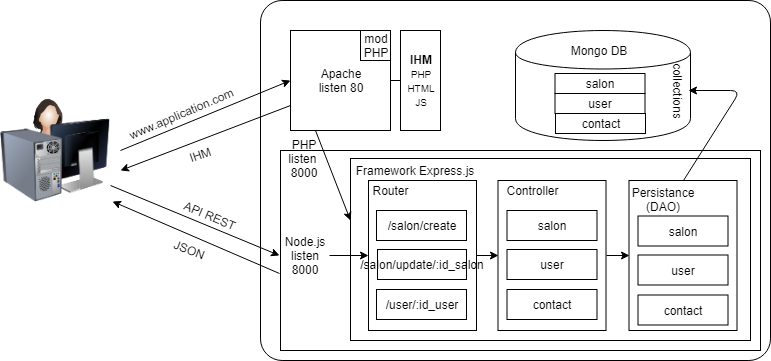 www.application.com
IHM
API REST
JSON
mod
PHP
Apache
listen 80
IHM
PHP
HTML
JS
Mongo DB
collections
salon
user
contact
PHP
listen
8000
Node.js
listen
8000
Framework Express.js
Router
/salon/create
/salon/update/:id_salon
/user/:id_user
Controller
salon
user
contact
Persistance
(DAO)
salon
user
contact